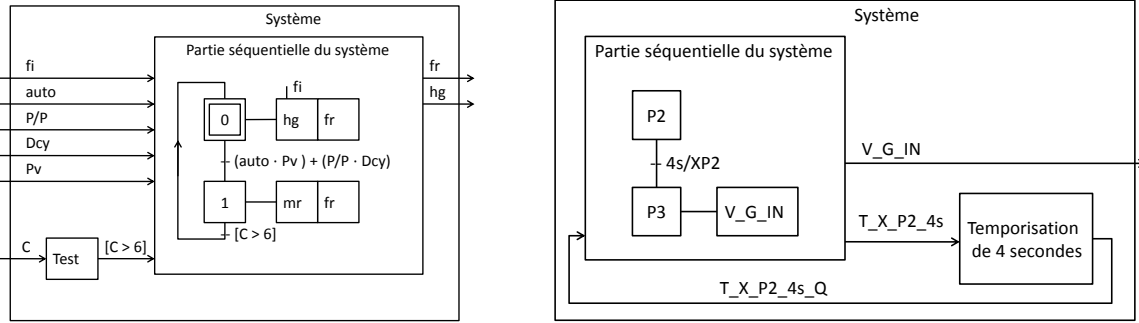 Système
Partie séquentielle du système
fi
auto
P/P
Dcy
Pv
fr
hg
fi
0
hg
fr
(auto · Pv ) + (P/P · Dcy)
1
mr
fr
[C > 6]
C
Test
[C > 6]
Système
Partie séquentielle du système
P2
4s/XP2
P3
V_G_IN
V_G_IN
T_X_P2_4s
Temporisation
de 4 secondes
T_X_P2_4s_Q